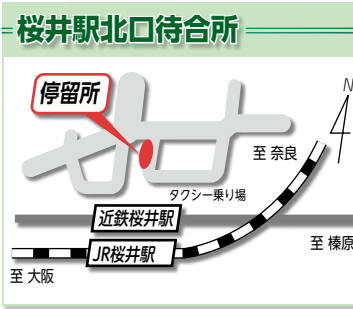 桜井駅北口待合所
停留所
N
至 奈良
タクシー乗り場
近鉄桜井駅
JR桜井駅
至 榛原
至 大阪